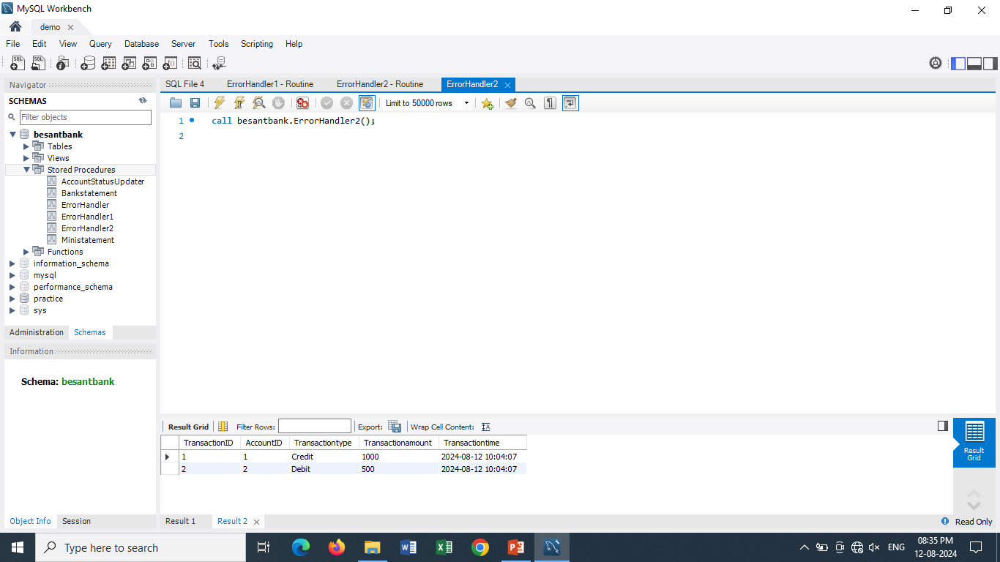 MySQL Workbench
demo
File Edit View Query Database Server Tools Scripting Help
Navigator
SCHEMAS
Filter objects
besantbank
Tables
Views
Stored Procedures
AccountStatusUpdater
Bankstatement
ErrorHandler
ErrorHandler1
ErrorHandler2
Ministatement
Functions
information_schema
mysql
performance_schema
practice
sys
Administration Schemas
Information
Schema: besantbank
Object Info Session
SQL File 4 ErrorHandler1 - Routine ErrorHandler2 - Routine ErrorHandler2
Limit to 50000 rows
1 call besantbank.ErrorHandler2();
2
Result Grid Filter Rows: Export: Wrap Cell Content:
TransactionID AccountID Transactiontype Transactionamount Transactiontime
1 1 Credit 1000 2024-08-12 10:04:07
2 2 Debit 500 2024-08-12 10:04:07
Result
Grid
Result 1 Result 2 Read Only
Type here to search
ENG
08:35 PM
12-08-2024